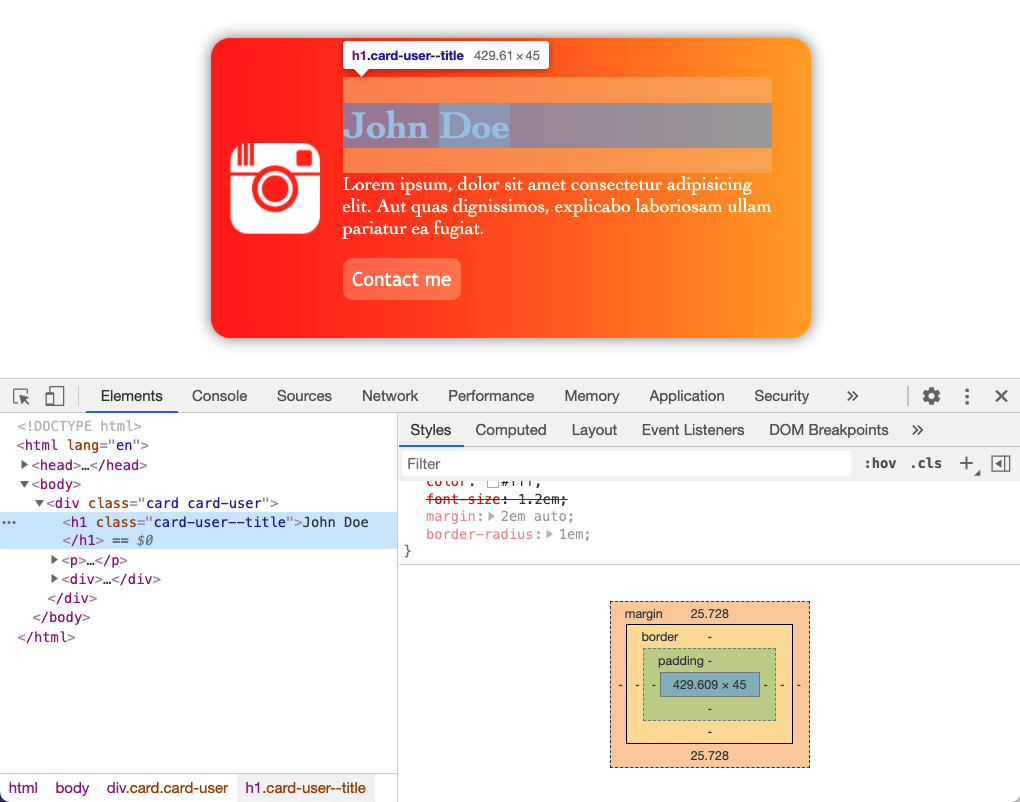 h1.card-user--title 429.61 × 45
John Doe
Lorem ipsum, dolor sit amet consectetur adipisicing
elit. Aut quas dignissimos, explicabo laboriosam ullam
pariatur ea fugiat.
Contact me
Elements Console Sources Network Performance Memory Application Security »
<!DOCTYPE html>
<html lang="en">
▶<head>…</head>
▼<body>
▼<div class="card card-user">
… <h1 class="card-user--title">John Doe
</h1> == $0
▶<p>…</p>
▶<div>…</div>
</div>
</body>
</html>
html body div.card.card-user h1.card-user--title
Styles Computed Layout Event Listeners DOM Breakpoints »
Filter :hov .cls +
color: #fff;
font-size: 1.2em;
margin:▶ 2em auto;
border-radius:▶ 1em;
}
margin 25.728
border -
padding -
- - - 429.609 × 45 - - -
-
-
25.728